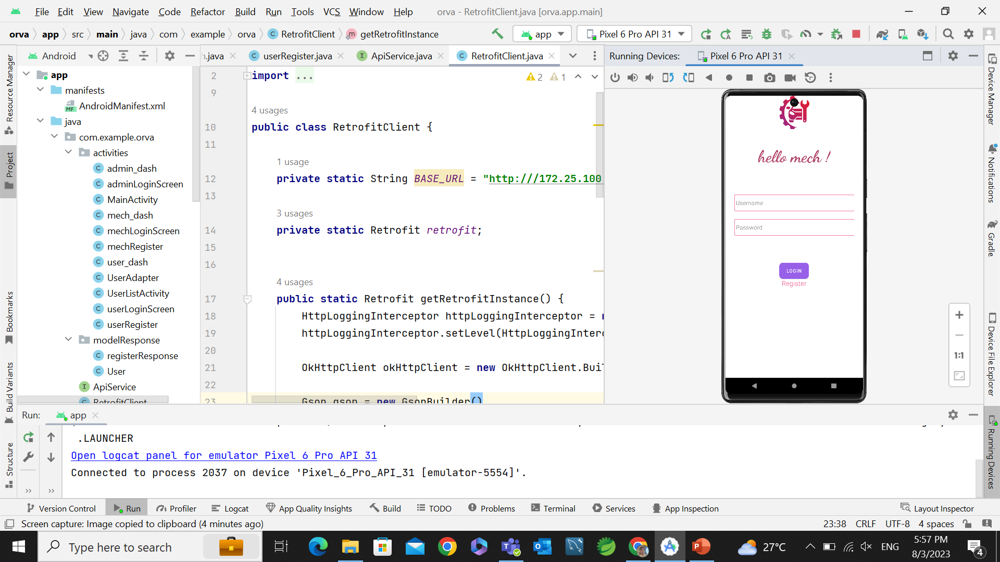 File Edit View Navigate Code Refactor Build Run Tools VCS Window Help orva - RetrofitClient.java [orva.app.main]
orva app src main java com example orva RetrofitClient getRetrofitInstance app Pixel 6 Pro API 31
Android .java userRegister.java ApiService.java RetrofitClient.java
Running Devices: Pixel 6 Pro API 31
Resource Manager
Project
Bookmarks
Build Variants
Structure
app
manifests
AndroidManifest.xml
java
com.example.orva
activities
admin_dash
adminLoginScreen
MainActivity
mech_dash
mechLoginScreen
mechRegister
user_dash
UserAdapter
UserListActivity
userLoginScreen
userRegister
modelResponse
registerResponse
User
ApiService
RetrofitClient
2 import ...
2 1
9
4 usages
10 public class RetrofitClient {
11
1 usage
12 private static String BASE_URL = "http:///172.25.100
13
3 usages
14 private static Retrofit retrofit;
15
16
4 usages
17 public static Retrofit getRetrofitInstance() {
18 HttpLoggingInterceptor httpLoggingInterceptor =
19 httpLoggingInterceptor.setLevel(HttpLoggingInterc
20
21 OkHttpClient okHttpClient = new OkHttpClient.Buil
22
23 Gson gson = new GsonBuilder()
hello mech !
Username
Password
LOGIN
Register
1:1
Device Manager
Notifications
Gradle
Device File Explorer
Running Devices
Run: app
.LAUNCHER
Open logcat panel for emulator Pixel 6 Pro API 31
Connected to process 2037 on device 'Pixel_6_Pro_API_31 [emulator-5554]'.
Version Control Run Profiler Logcat App Quality Insights Build TODO Problems Terminal Services App Inspection Layout Inspector
Screen capture: Image copied to clipboard (4 minutes ago) 23:38 CRLF UTF-8 4 spaces
Type here to search 27°C ENG
5:57 PM
8/3/2023
4